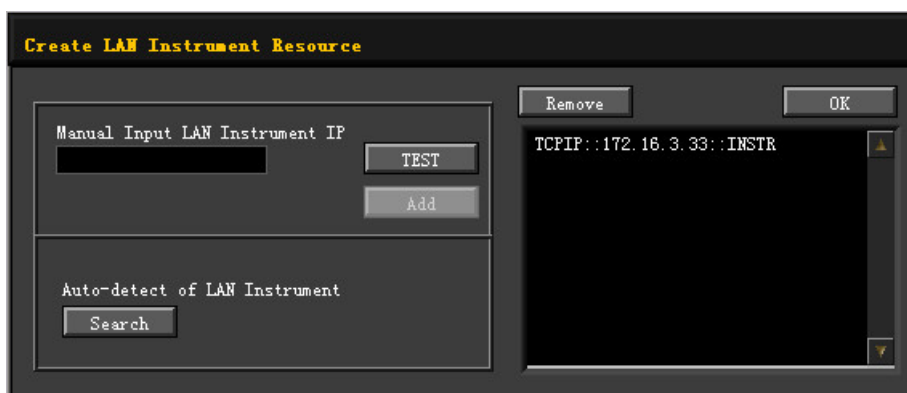 Create LAN Instrument Resource
Manual Input LAN Instrument IP
TEST
Add
Auto-detect of LAN Instrument
Search
Remove
OK
TCPIP::172.16.3.33::INSTR